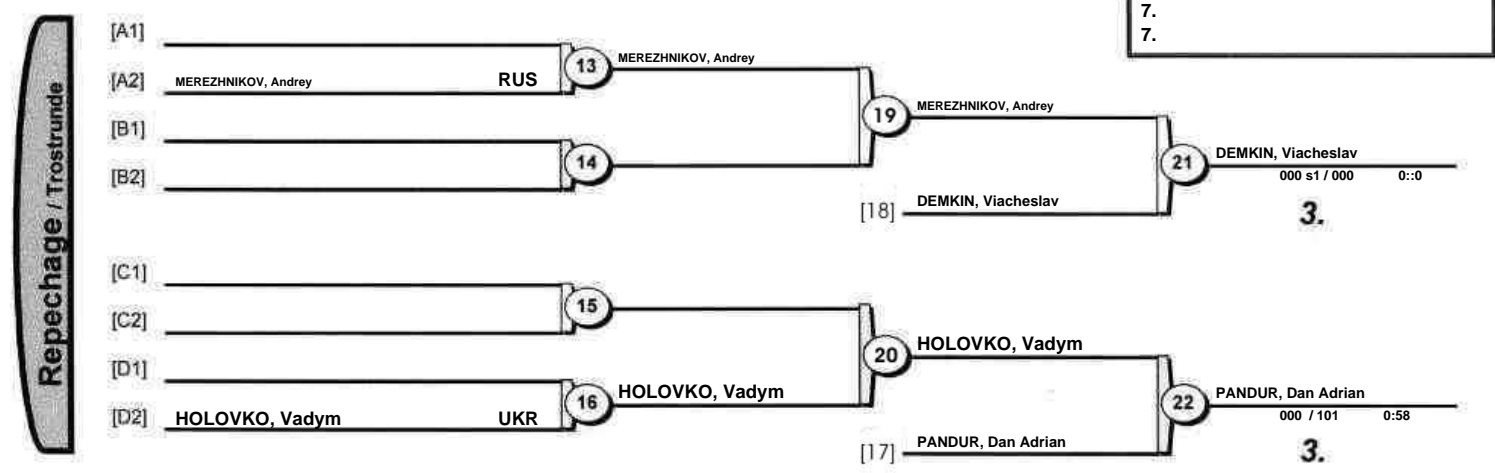 7.
7.
Repechage / Trostrunde
[A1]
[A2] MEREZHNIKOV, Andrey RUS
13
MEREZHNIKOV, Andrey
[B1]
[B2]
14
19
MEREZHNIKOV, Andrey
[18] DEMKIN, Viacheslav
21
DEMKIN, Viacheslav
000 s1 / 000 0::0
3.
[C1]
[C2]
15
[D1]
[D2] HOLOVKO, Vadym UKR
16
HOLOVKO, Vadym
20
HOLOVKO, Vadym
[17] PANDUR, Dan Adrian
22
PANDUR, Dan Adrian
000 / 101 0:58
3.